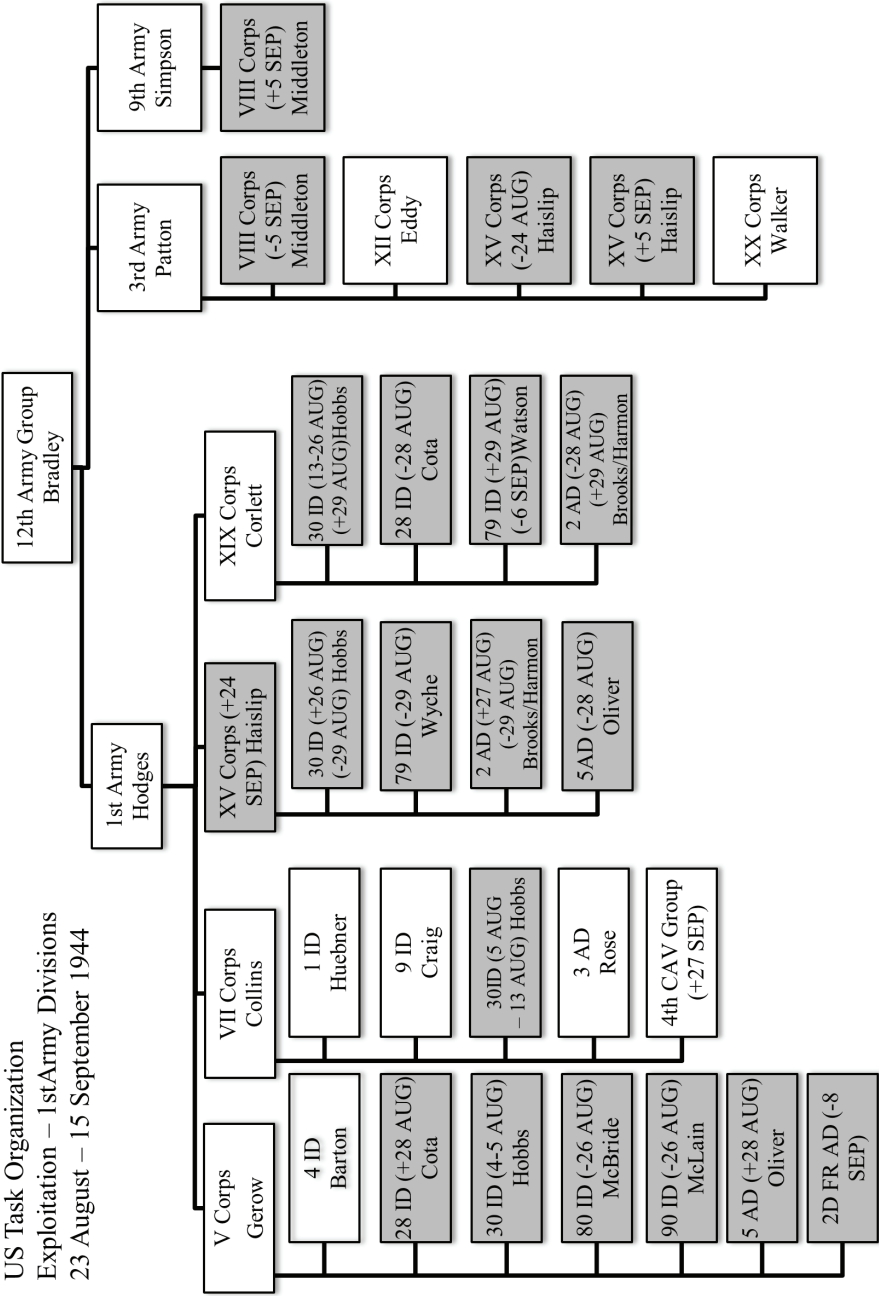 US Task Organization
Exploitation – 1stArmy Divisions
23 August – 15 September 1944
12th Army Group
Bradley
1st Army
Hodges
3rd Army
Patton
9th Army
Simpson
V Corps
Gerow
4 ID
Barton
28 ID (+28 AUG)
Cota
30 ID (4-5 AUG)
Hobbs
80 ID (-26 AUG)
McBride
90 ID (-26 AUG)
McLain
5 AD (+28 AUG)
Oliver
2D FR AD (-8
SEP)
VII Corps
Collins
1 ID
Huebner
9 ID
Craig
30ID (5 AUG
– 13 AUG) Hobbs
3 AD
Rose
4th CAV Group
(+27 SEP)
XV Corps (+24
SEP) Haislip
30 ID (+26 AUG)
(-29 AUG) Hobbs
79 ID (-29 AUG)
Wyche
2 AD (+27 AUG)
(-29 AUG)
Brooks/Harmon
5AD (-28 AUG)
Oliver
XIX Corps
Corlett
30 ID (13-26 AUG)
(+29 AUG)Hobbs
28 ID (-28 AUG)
Cota
79 ID (+29 AUG)
(-6 SEP)Watson
2 AD (-28 AUG)
(+29 AUG)
Brooks/Harmon
VIII Corps
(-5 SEP)
Middleton
XII Corps
Eddy
XV Corps
(-24 AUG)
Haislip
XV Corps
(+5 SEP)
Haislip
XX Corps
Walker
VIII Corps
(+5 SEP)
Middleton